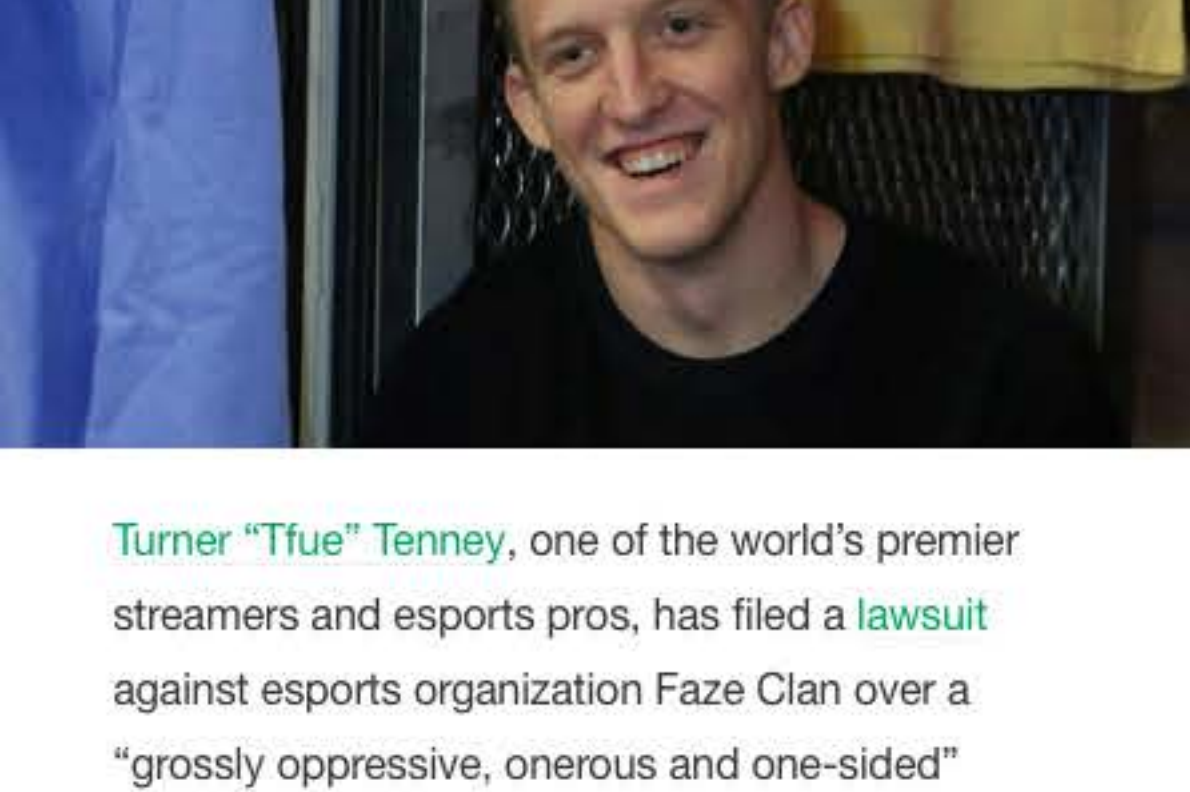 Turner “Tfue” Tenney, one of the world’s premier
streamers and esports pros, has filed a lawsuit
against esports organization Faze Clan over a
“grossly oppressive, onerous and one-sided”